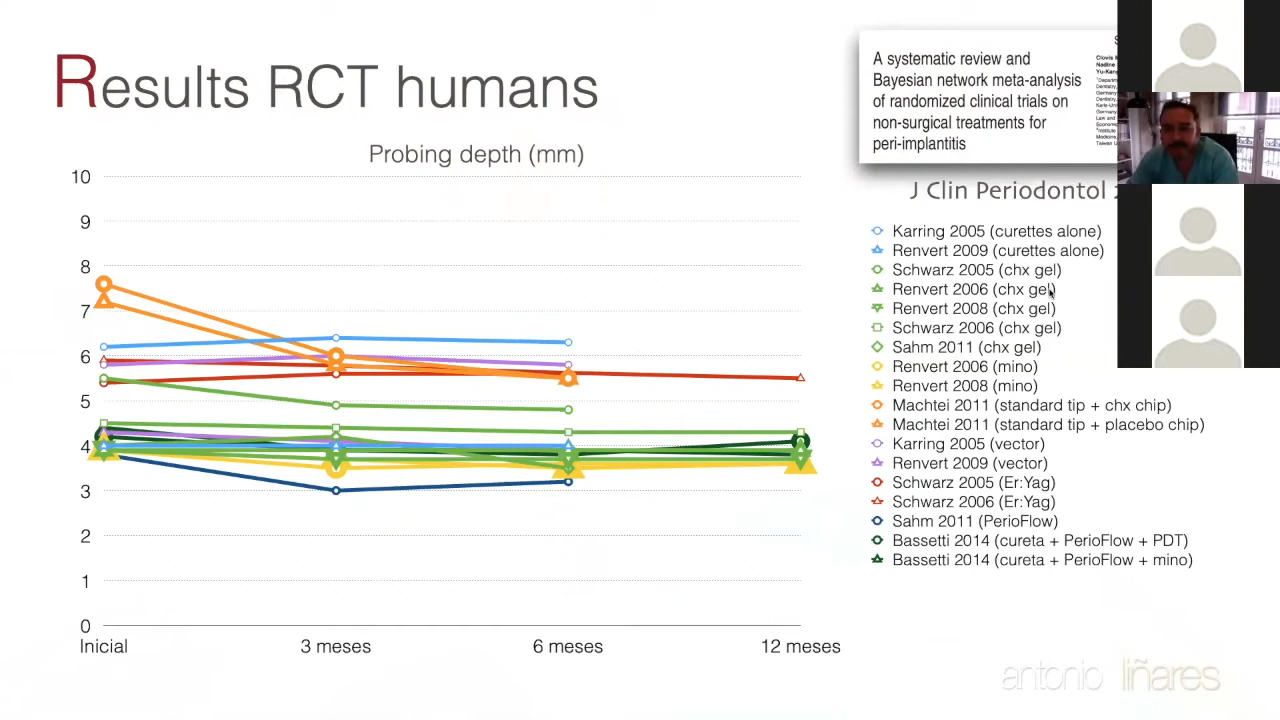 Results RCT humans
A systematic review and
Bayesian network meta-analysis
of randomized clinical trials on
non-surgical treatments for
peri-implantitis
J Clin Periodontol
Probing depth (mm)
10
9
8
7
6
5
4
3
2
1
0
Inicial
3 meses
6 meses
12 meses
Karring 2005 (curettes alone)
Renvert 2009 (curettes alone)
Schwarz 2005 (chx gel)
Renvert 2006 (chx gel)
Renvert 2008 (chx gel)
Schwarz 2006 (chx gel)
Sahm 2011 (chx gel)
Renvert 2006 (mino)
Renvert 2008 (mino)
Machtei 2011 (standard tip + chx chip)
Machtei 2011 (standard tip + placebo chip)
Karring 2005 (vector)
Renvert 2009 (vector)
Schwarz 2005 (Er:Yag)
Schwarz 2006 (Er:Yag)
Sahm 2011 (PerioFlow)
Bassetti 2014 (cureta + PerioFlow + PDT)
Bassetti 2014 (cureta + PerioFlow + mino)
antonio liñares